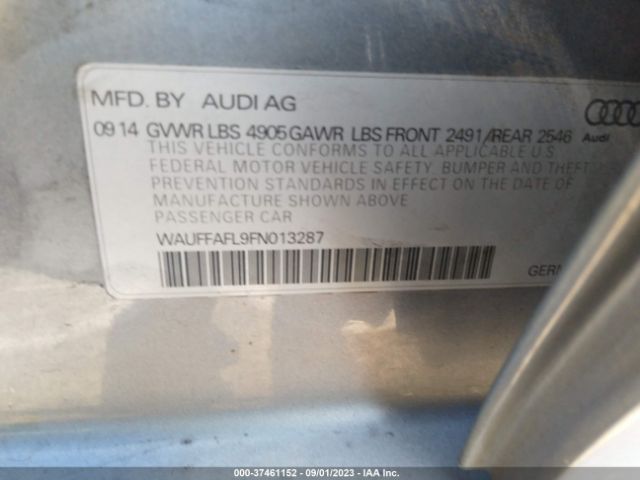 MFD. BY AUDI AG
09 14 GVWR LBS 4905 GAWR LBS FRONT 2491/REAR 2546
Audi
THIS VEHICLE CONFORMS TO ALL APPLICABLE U.S.
FEDERAL MOTOR VEHICLE SAFETY, BUMPER AND THEFT
PREVENTION STANDARDS IN EFFECT ON THE DATE OF
MANUFACTURE SHOWN ABOVE
PASSENGER CAR
WAUFFAFL9FN013287
GERM
000-37461152 - 09/01/2023 - IAA Inc.